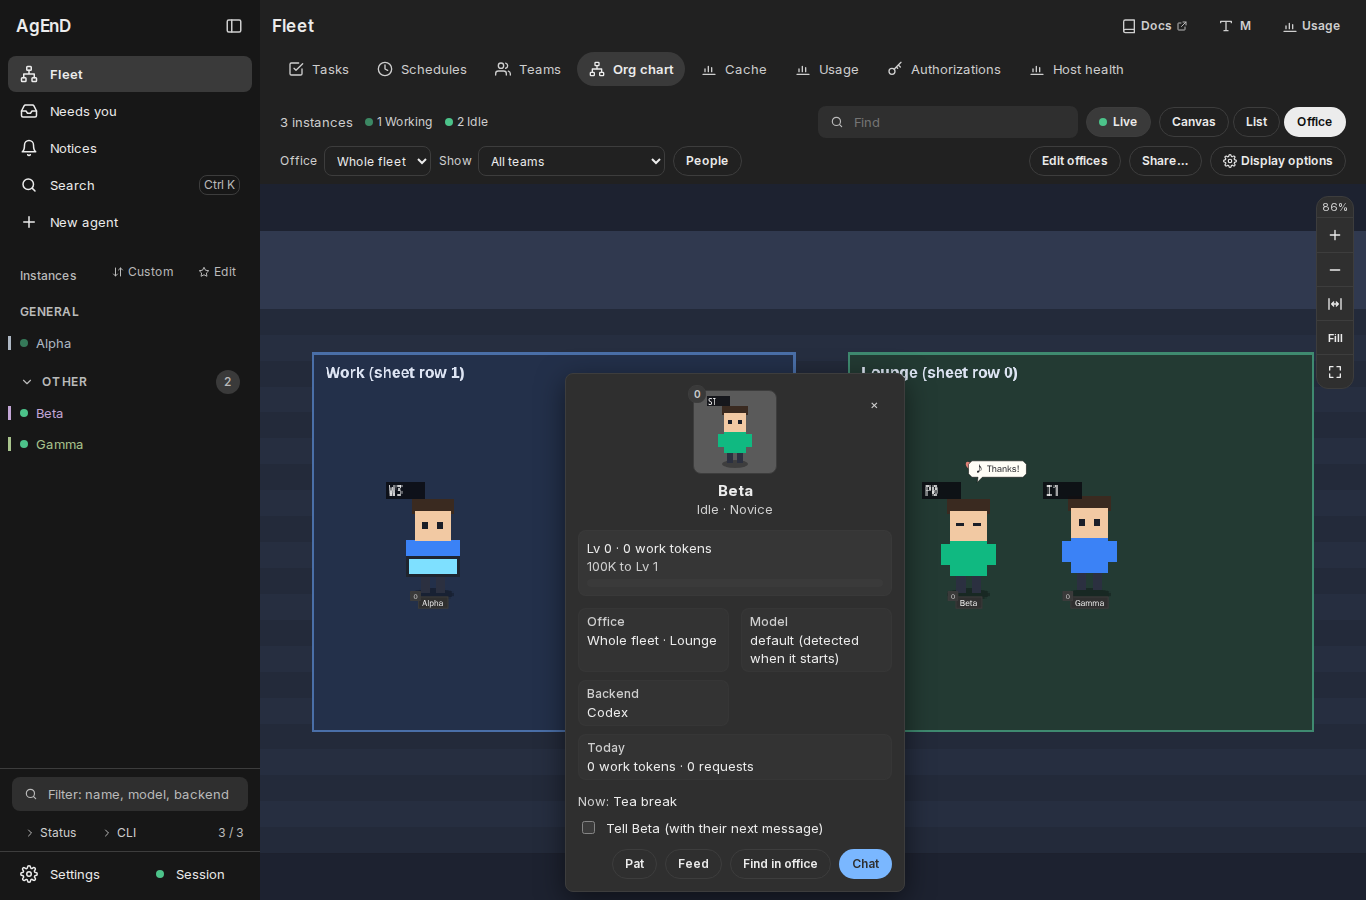 AgEnD
Fleet
Needs you
Notices
Search
Ctrl K
New agent
Instances
Custom
Edit
GENERAL
Alpha
OTHER
2
Beta
Gamma
Filter: name, model, backend
Status
CLI
3 / 3
Settings
Session
Fleet
Docs
M
Usage
Tasks
Schedules
Teams
Org chart
Cache
Usage
Authorizations
Host health
3 instances
1 Working
2 Idle
Find
Live
Canvas
List
Office
Office
Whole fleet
Show
All teams
People
Edit offices
Share...
Display options
86%
Fill
Work (sheet row 1)
Lounge (sheet row 0)
W3
0
Alpha
P0
Thanks!
0
Beta
I1
0
Gamma
0
ST
×
Beta
Idle · Novice
Lv 0 · 0 work tokens
100K to Lv 1
Office
Whole fleet · Lounge
Model
default (detected
when it starts)
Backend
Codex
Today
0 work tokens · 0 requests
Now: Tea break
Tell Beta (with their next message)
Pat
Feed
Find in office
Chat